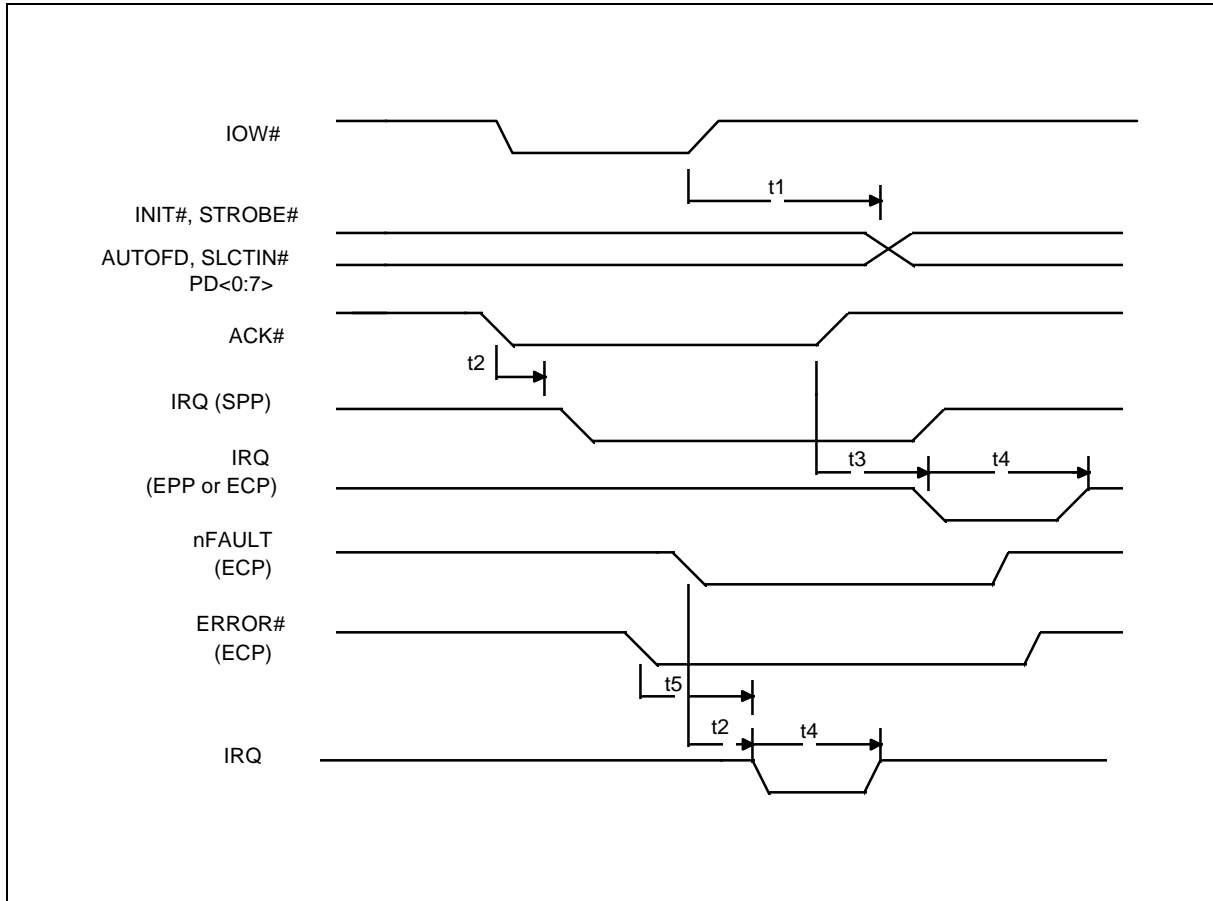 IOW#
t1
INIT#, STROBE#
AUTOFD, SLCTIN#
PD<0:7>
ACK#
t2
IRQ (SPP)
IRQ
(EPP or ECP)
t3
t4
nFAULT
(ECP)
ERROR#
(ECP)
t5
t2
t4
IRQ